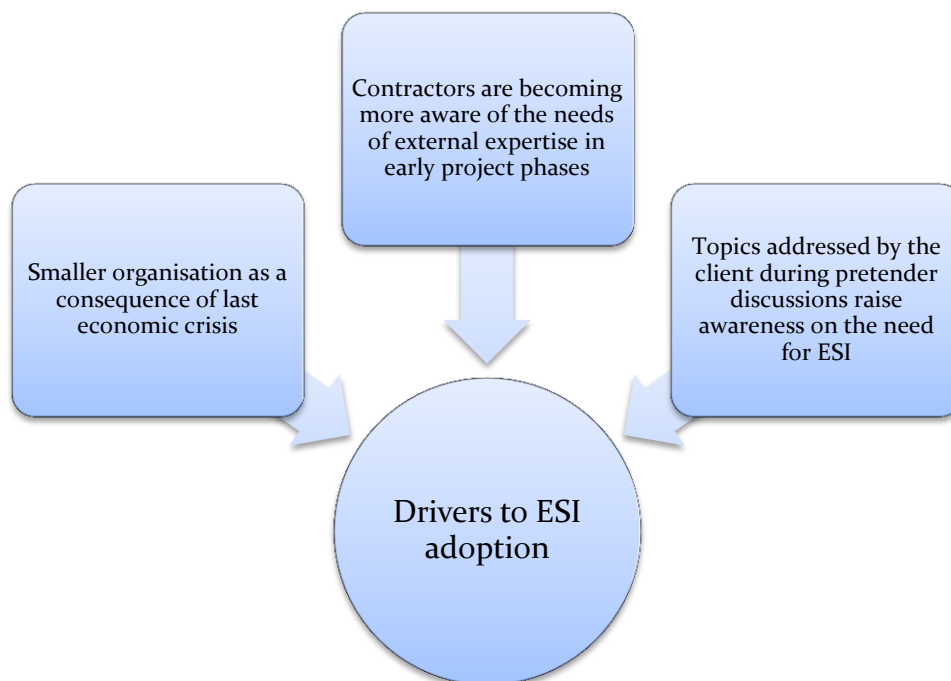 Contractors are becoming
more aware of the needs
of external expertise in
early project phases
Smaller organisation as a
consequence of last
economic crisis
Topics addressed by the
client during pretender
discussions raise
awareness on the need
for ESI
Drivers to ESI
adoption